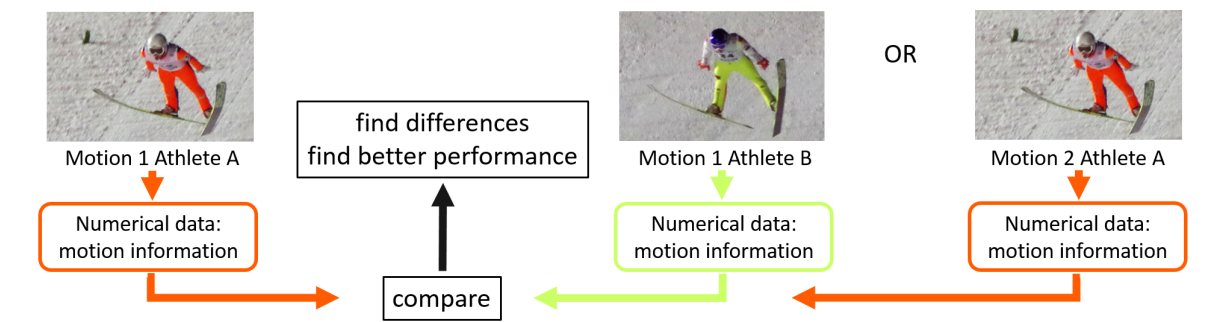 OR
find differences
find better performance
Motion 1 Athlete A
Motion 1 Athlete B
Motion 2 Athlete A
Numerical data:
motion information
Numerical data:
motion information
Numerical data:
motion information
compare